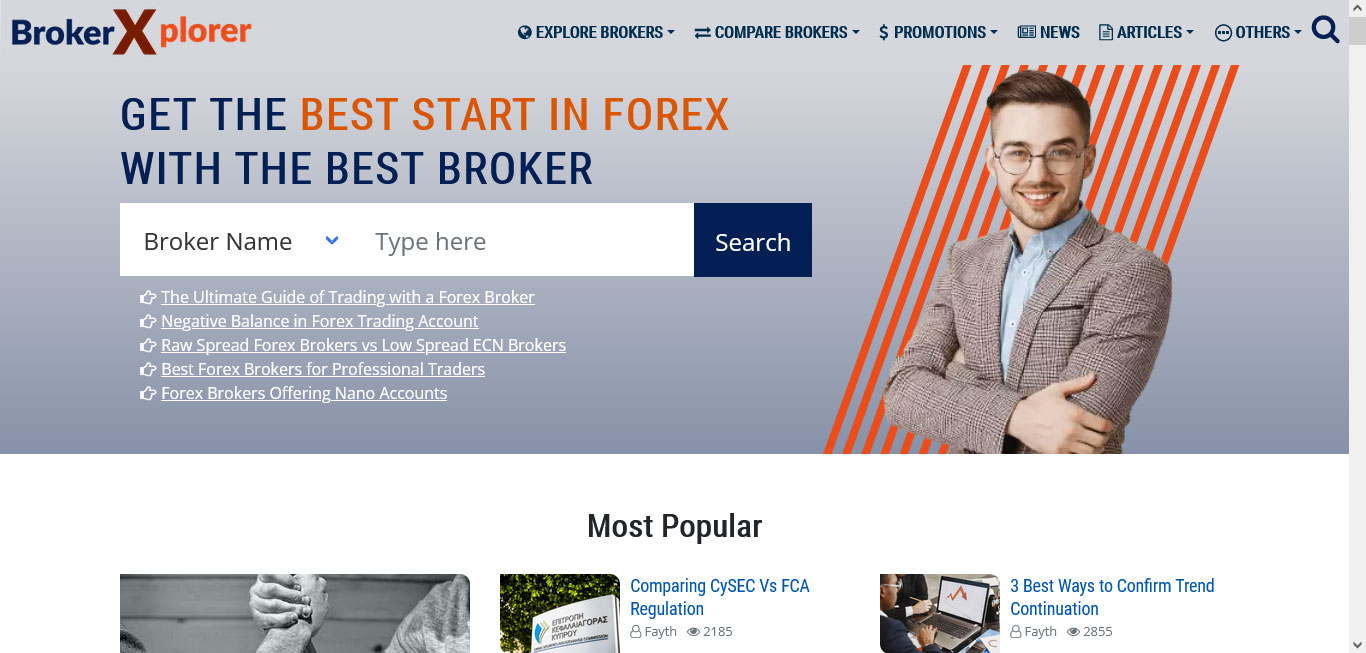 BrokerXplorer
EXPLORE BROKERS
COMPARE BROKERS
PROMOTIONS
NEWS
ARTICLES
OTHERS
GET THE BEST START IN FOREX
WITH THE BEST BROKER
Broker Name
Type here
Search
The Ultimate Guide of Trading with a Forex Broker
Negative Balance in Forex Trading Account
Raw Spread Forex Brokers vs Low Spread ECN Brokers
Best Forex Brokers for Professional Traders
Forex Brokers Offering Nano Accounts
Most Popular
ΕΠΙΤΡΟΠΗ
ΚΕΦΑΛΑΙΑΓΟΡΑΣ
ΚΥΠΡΟΥ
Comparing CySEC Vs FCA
Regulation
Fayth 2185
3 Best Ways to Confirm Trend
Continuation
Fayth 2855